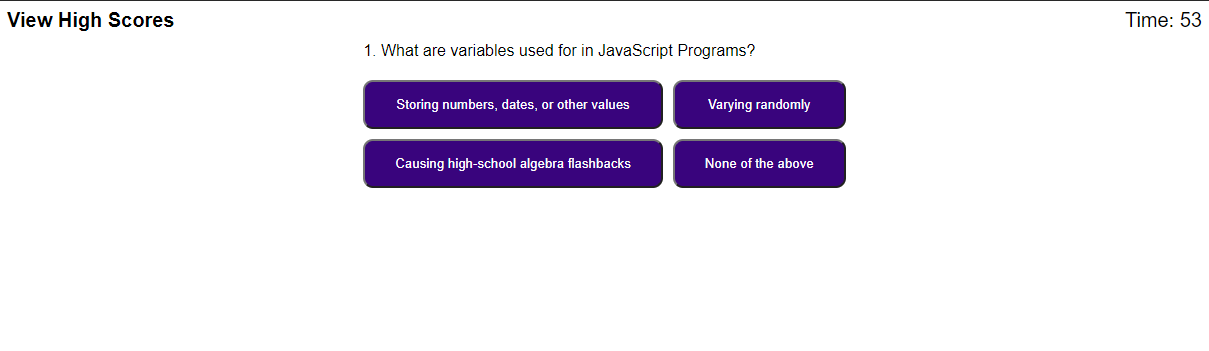 View High Scores
Time: 53
1. What are variables used for in JavaScript Programs?
Storing numbers, dates, or other values
Varying randomly
Causing high-school algebra flashbacks
None of the above